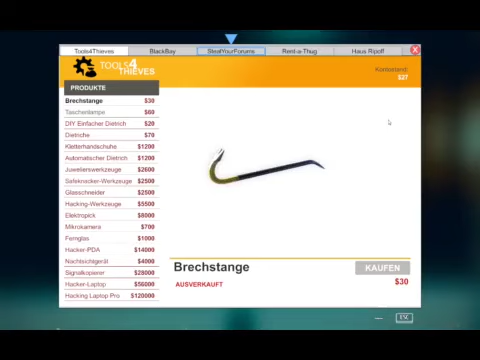 Tools4Thieves
BlackBay
StealYourForums
Rent-a-Thug
Haus Ripoff
X
TOOLS4
THIEVES
Kontostand:
$27
PRODUKTE
Brechstange $30
Taschenlampe $60
DIY Einfacher Dietrich $20
Dietriche $70
Kletterhandschuhe $1200
Automatischer Dietrich $1200
Juwelierswerkzeuge $2600
Safeknacker-Werkzeuge $2500
Glasschneider $2500
Hacking-Werkzeuge $5500
Elektropick $8000
Mikrokamera $700
Fernglas $1000
Hacker-PDA $14000
Nachtsichtgerät $4000
Signalkopierer $28000
Hacker-Laptop $56000
Hacking Laptop Pro $120000
Brechstange
KAUFEN
AUSVERKAUFT
$30
ESC